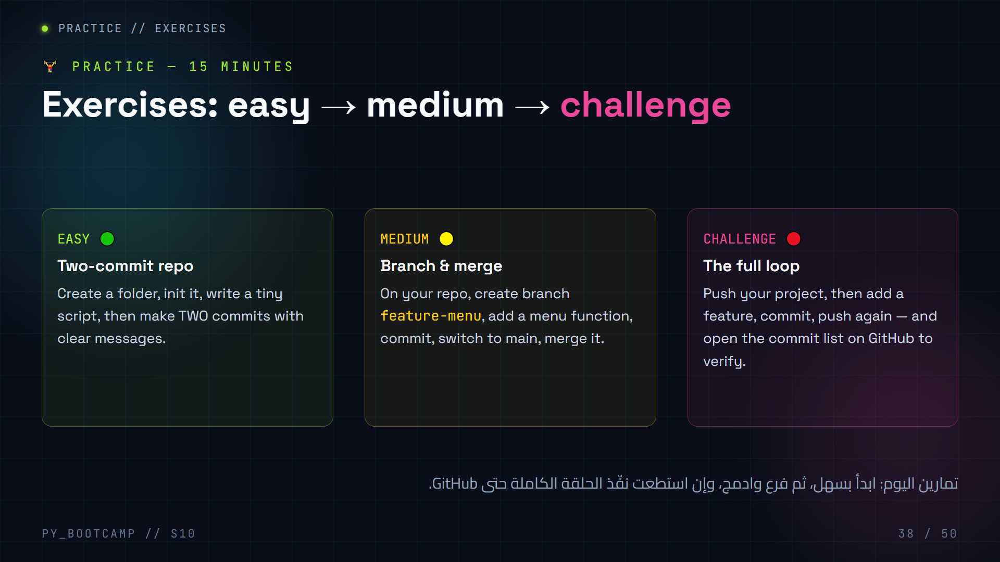 PRACTICE // EXERCISES
PRACTICE — 15 MINUTES
Exercises: easy → medium → challenge
EASY
Two-commit repo
Create a folder, init it, write a tiny
script, then make TWO commits with
clear messages.
MEDIUM
Branch & merge
On your repo, create branch
feature-menu, add a menu function,
commit, switch to main, merge it.
CHALLENGE
The full loop
Push your project, then add a
feature, commit, push again — and
open the commit list on GitHub to
verify.
تمارين اليوم: ابدأ بسهل، ثم فرع وادمج، وإن استطعت نفّذ الحلقة الكاملة حتى GitHub.
PY_BOOTCAMP // S10
38 / 50